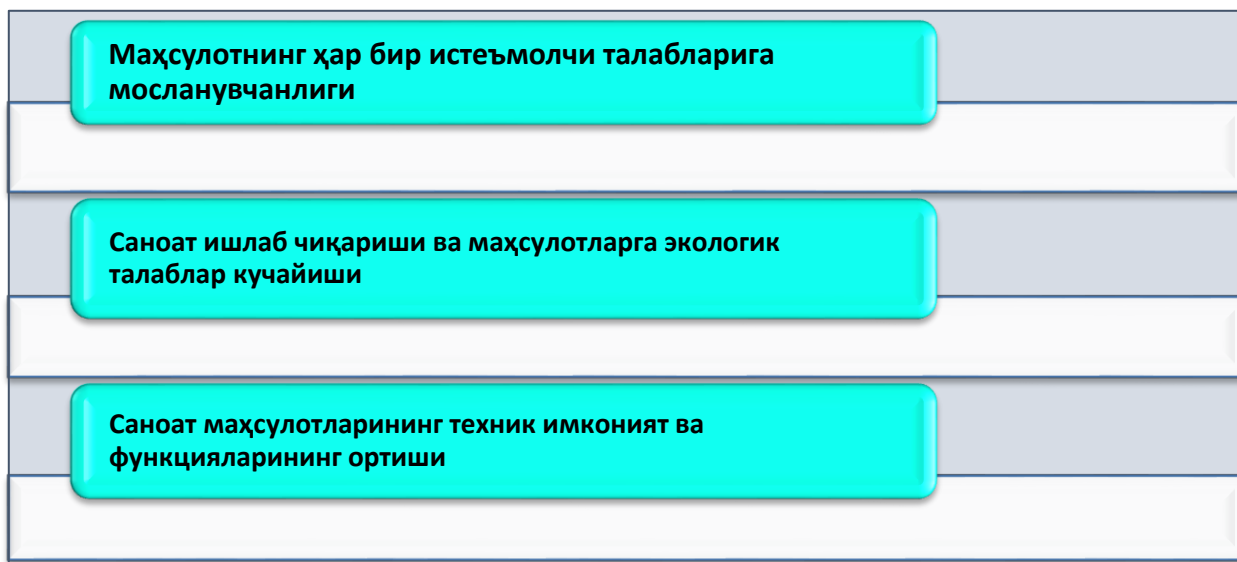 Маҳсулотнинг ҳар бир истеъмолчи талабларига
мосланувчанлиги
Саноат ишлаб чиқариши ва маҳсулотларга экологик
талаблар кучайиши
Саноат маҳсулотларининг техник имконият ва
функцияларининг ортиши